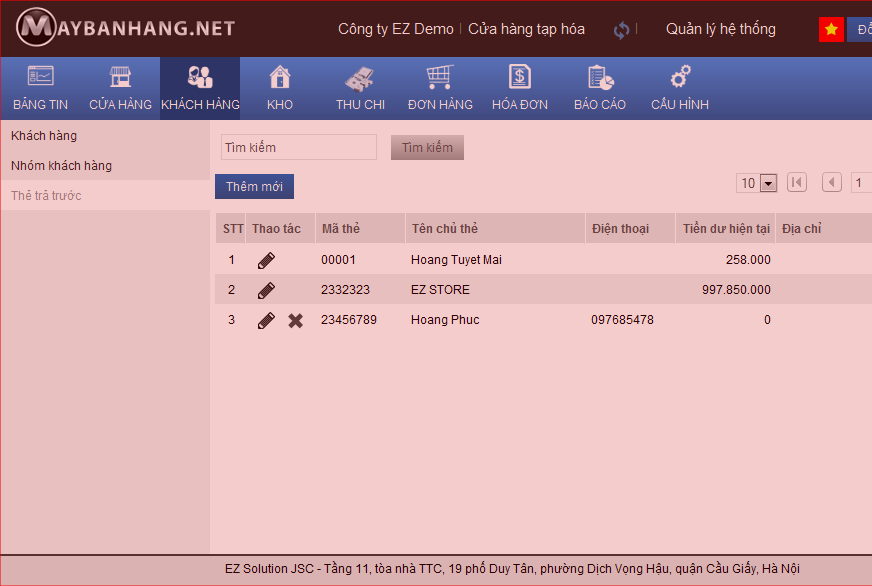 MAYBANHANG.NET
Công ty EZ Demo | Cửa hàng tạp hóa | Quản lý hệ thống
BẢNG TIN CỬA HÀNG KHÁCH HÀNG KHO THU CHI ĐƠN HÀNG HÓA ĐƠN BÁO CÁO CẤU HÌNH
Khách hàng
Nhóm khách hàng
Thẻ trả trước
Tìm kiếm Tìm kiếm
Thêm mới
10 1
STT Thao tác Mã thẻ Tên chủ thẻ Điện thoại Tiền dư hiện tại Địa chỉ
1 00001 Hoang Tuyet Mai 258.000
2 2332323 EZ STORE 997.850.000
3 23456789 Hoang Phuc 097685478 0
EZ Solution JSC - Tầng 11, tòa nhà TTC, 19 phố Duy Tân, phường Dịch Vọng Hậu, quận Cầu Giấy, Hà Nội